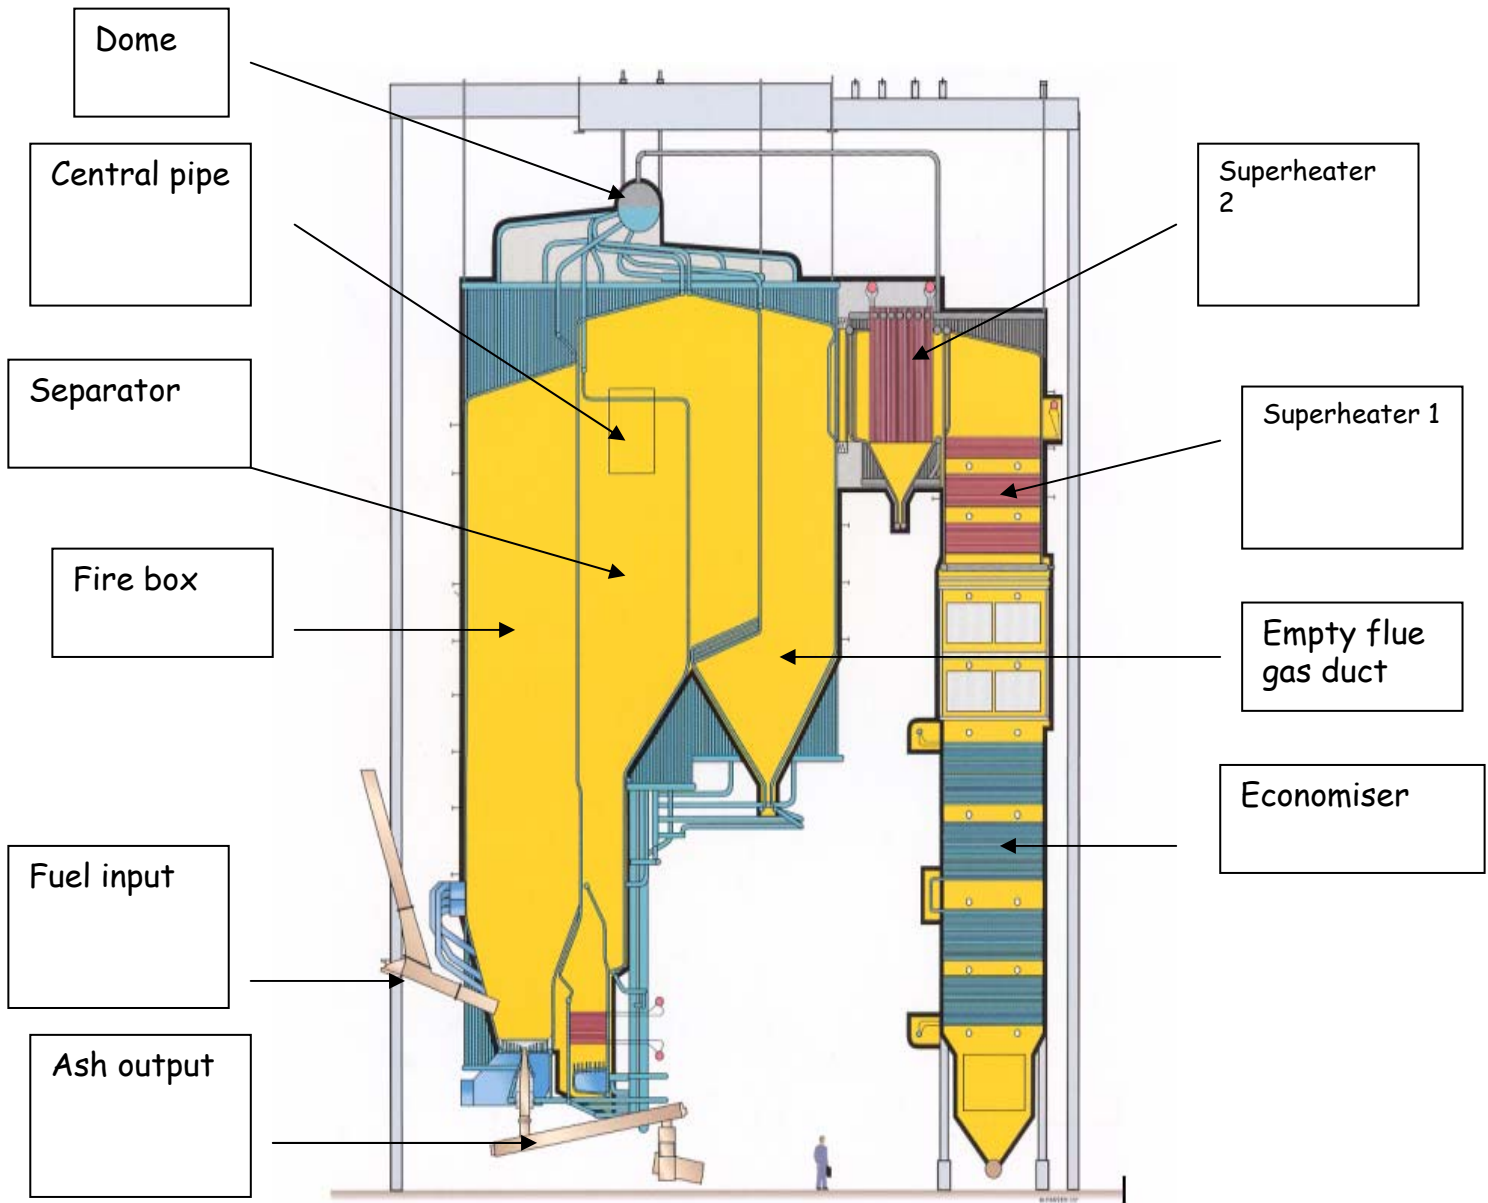 Dome
Central pipe
Separator
Fire box
Fuel input
Ash output
Superheater
2
Superheater 1
Empty flue
gas duct
Economiser